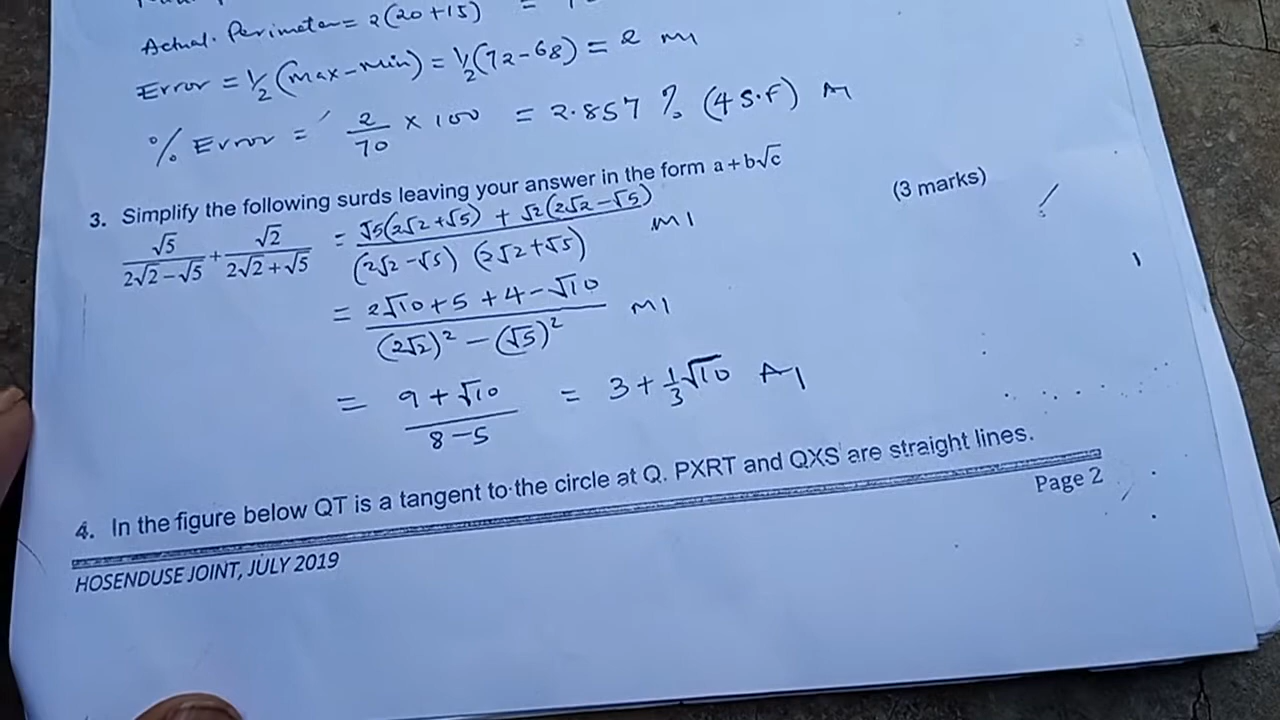 Actual. Perimeter = 2(20+15) =
Error = ½(max-min) = ½(72-68) = 2 M1
% Error = 2/70 × 100 = 2.857 % (4 S.F) A1
3. Simplify the following surds leaving your answer in the form a+b√c
(3 marks)
√5/(2√2-√5) + √2/(2√2+√5) = (√5(2√2+√5) + √2(2√2-√5))/((2√2-√5) (2√2+√5)) M1
= (2√10+5+4-√10)/((2√2)² - (√5)²) M1
= (9+√10)/(8-5) = 3+⅓√10 A1
4. In the figure below QT is a tangent to the circle at Q. PXRT and QXS are straight lines.
Page 2
HOSENDUSE JOINT, JULY 2019